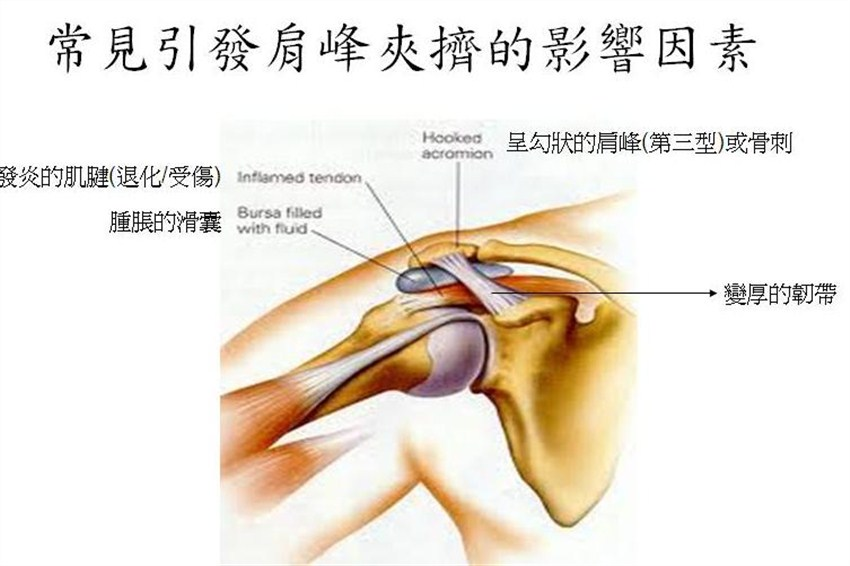 常見引發肩峰夾擠的影響因素
Hooked
acromion
呈勾狀的肩峰(第三型)或骨刺
發炎的肌腱(退化/受傷)
Inflamed tendon
腫脹的滑囊
Bursa filled
with fluid
變厚的韌帶